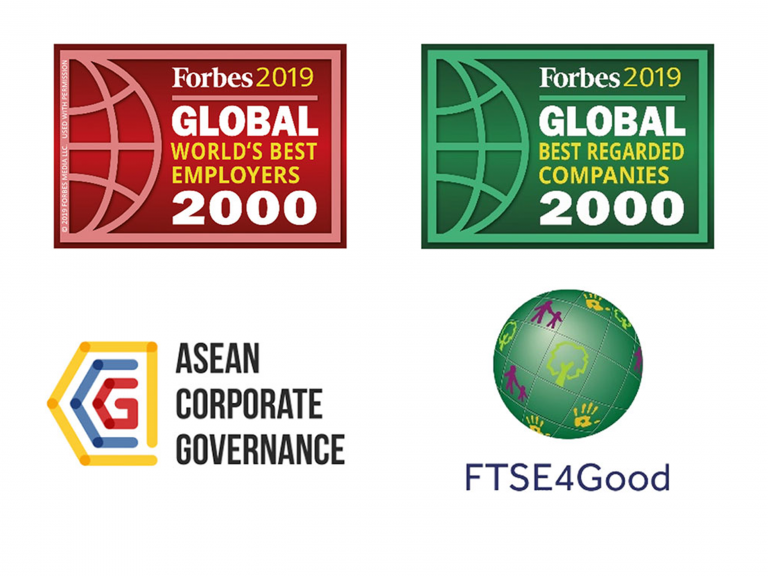 © 2019 FORBES MEDIA LLC USED WITH PERMISSION
Forbes 2019
GLOBAL
WORLD'S BEST
EMPLOYERS
2000
Forbes 2019
GLOBAL
BEST REGARDED
COMPANIES
2000
G
ASEAN
CORPORATE
GOVERNANCE
FTSE4Good